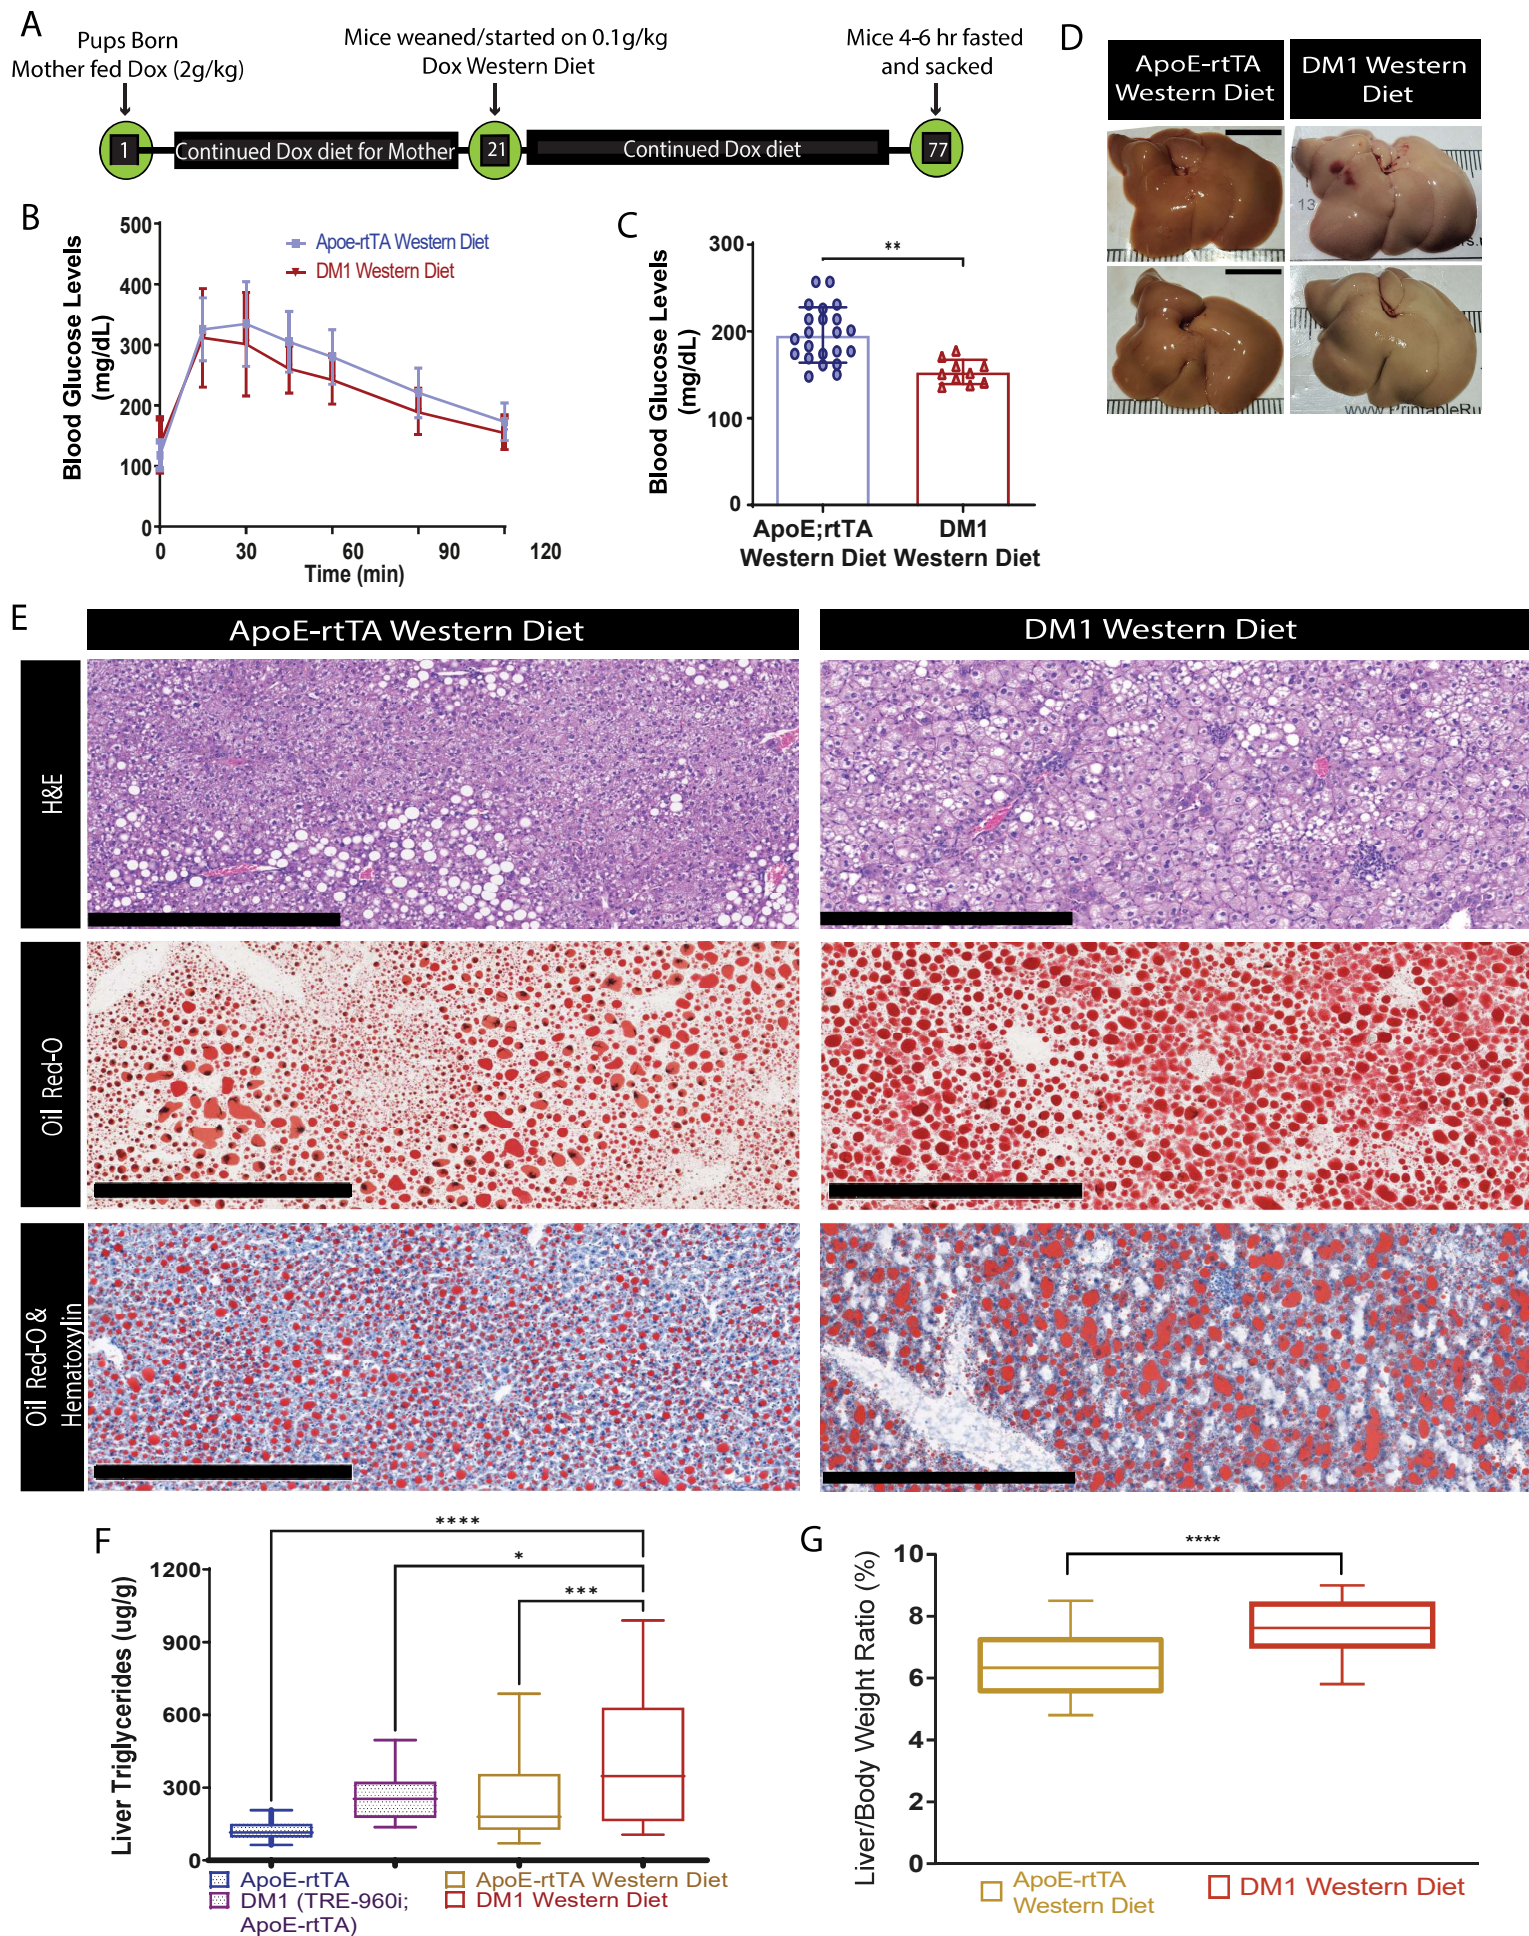 A
Pups Born
Mother fed Dox (2g/kg)
Mice weaned/started on 0.1g/kg
Dox Western Diet
Mice 4-6 hr fasted
and sacked
1
Continued Dox diet for Mother
21
Continued Dox diet
77
B
Blood Glucose Levels
(mg/dL)
500
400
300
200
100
0
Apoe-rtTA Western Diet
DM1 Western Diet
0
30
60
90
120
Time (min)
C
Blood Glucose Levels
(mg/dL)
300
200
100
0
**
ApoE;rtTA
Western Diet
DM1
Western Diet
D
ApoE-rtTA
Western Diet
DM1 Western
Diet
13
E
ApoE-rtTA Western Diet
DM1 Western Diet
H&E
Oil Red-O
Oil Red-O &
Hematoxylin
F
Liver Triglycerides (ug/g)
1200
900
600
300
0
****
*
***
ApoE-rtTA
DM1 (TRE-960i;
ApoE-rtTA)
ApoE-rtTA Western Diet
DM1 Western Diet
G
Liver/Body Weight Ratio (%)
10
8
6
4
2
0
****
ApoE-rtTA
Western Diet
DM1 Western Diet